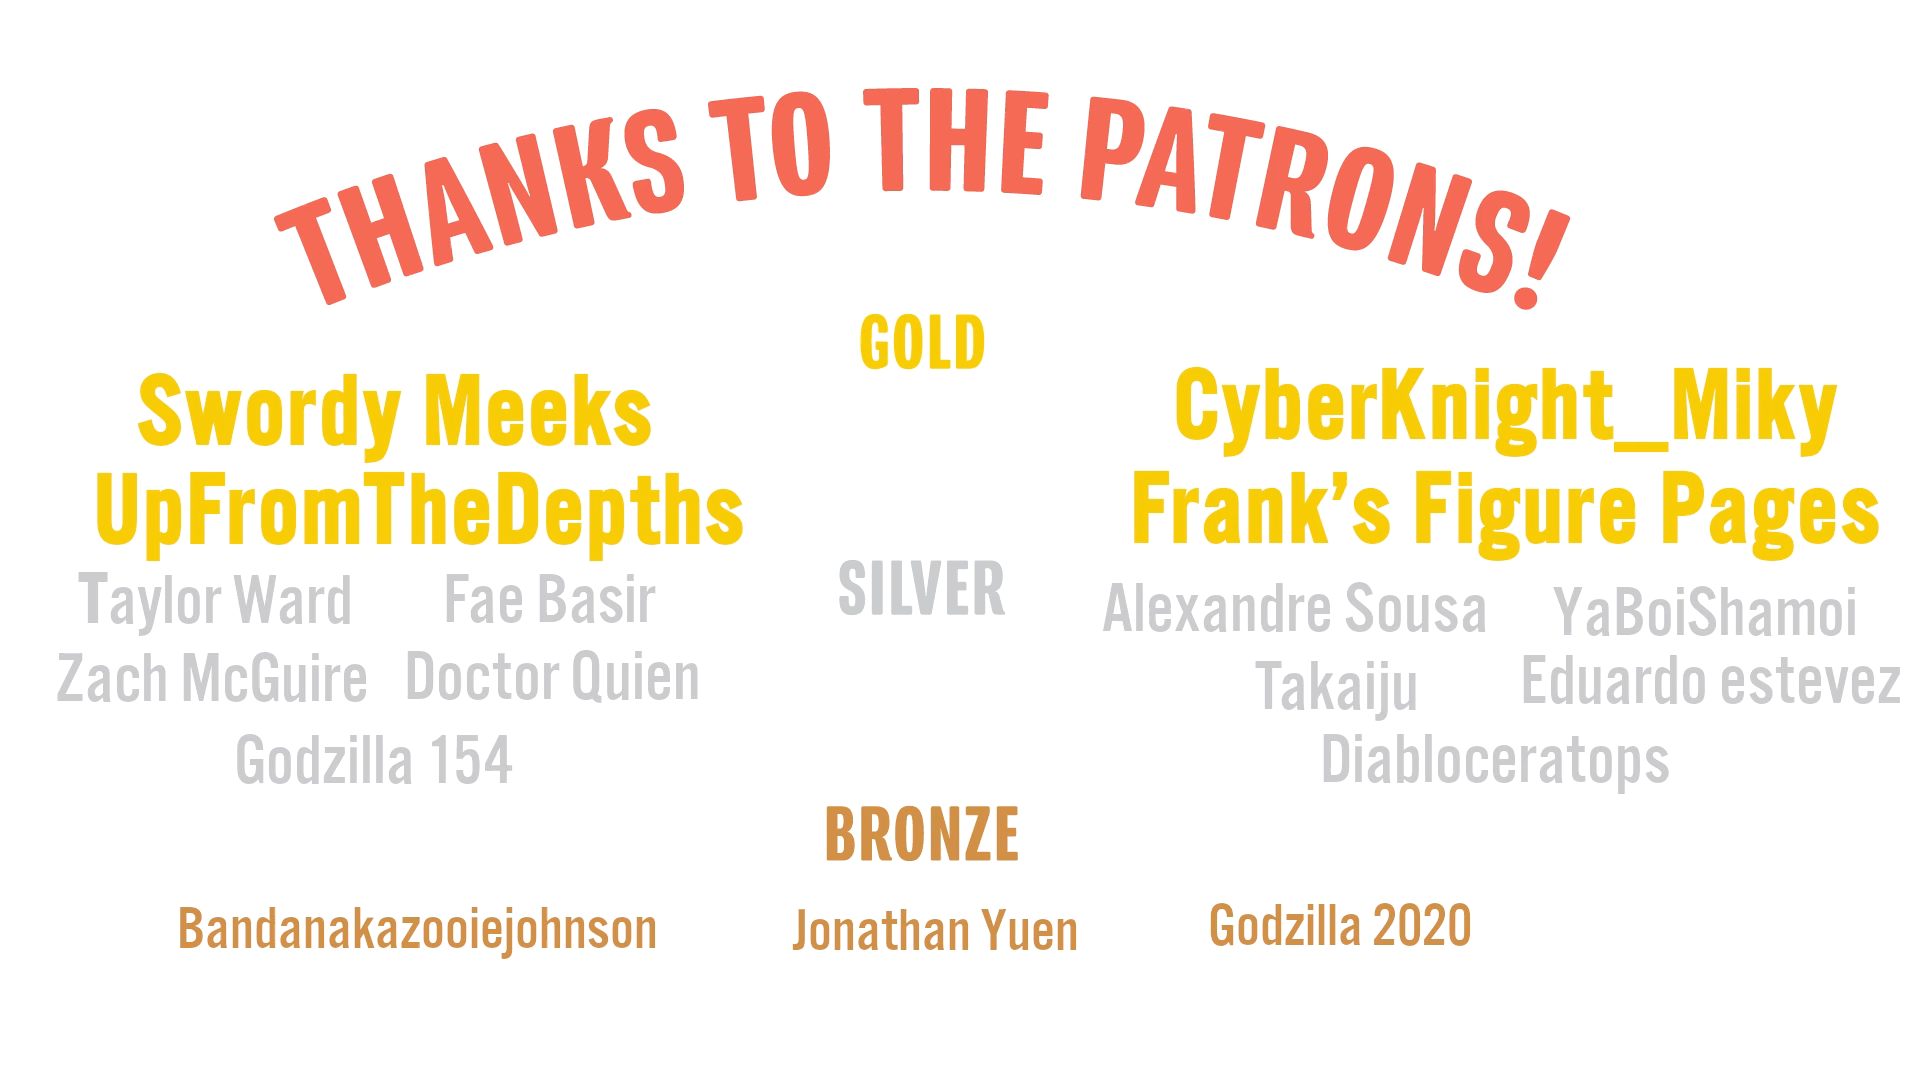 THANKS TO THE PATRONS!
GOLD
Swordy Meeks
CyberKnight_Miky
UpFromTheDepths
Frank’s Figure Pages
SILVER
Taylor Ward Fae Basir
Alexandre Sousa YaBoiShamoi
Zach McGuire Doctor Quien
Takaiju Eduardo estevez
Godzilla 154
Diabloceratops
BRONZE
Bandanakazooiejohnson Jonathan Yuen Godzilla 2020